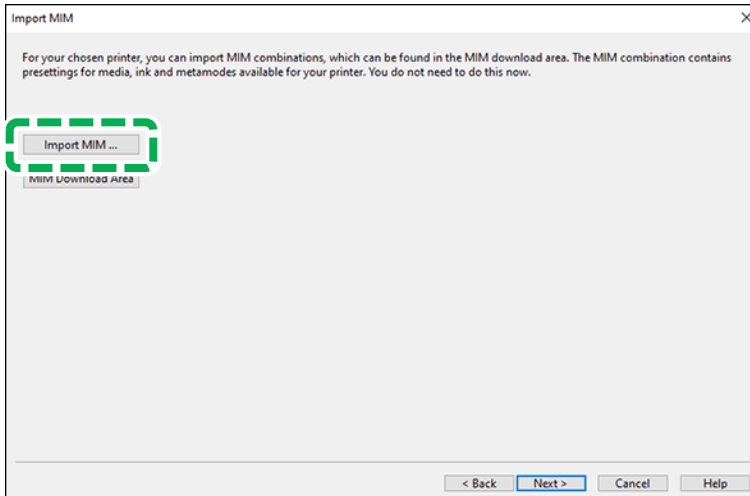 Import MIM
For your chosen printer, you can import MIM combinations, which can be found in the MIM download area. The MIM combination contains
presettings for media, ink and metamodes available for your printer. You do not need to do this now.
Import MIM ...
MIM Download Area
< Back Next > Cancel Help